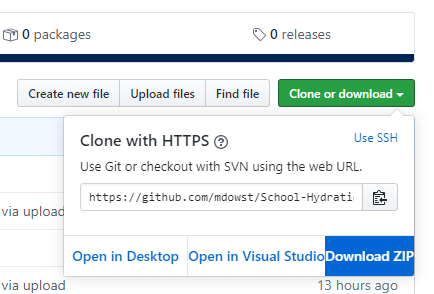 0 packages
0 releases
Create new file
Upload files
Find file
Clone or download
Clone with HTTPS
Use SSH
Use Git or checkout with SVN using the web URL.
https://github.com/mdowst/School-Hydrati
Open in Desktop
Open in Visual Studio
Download ZIP
via upload
via upload
13 hours ago